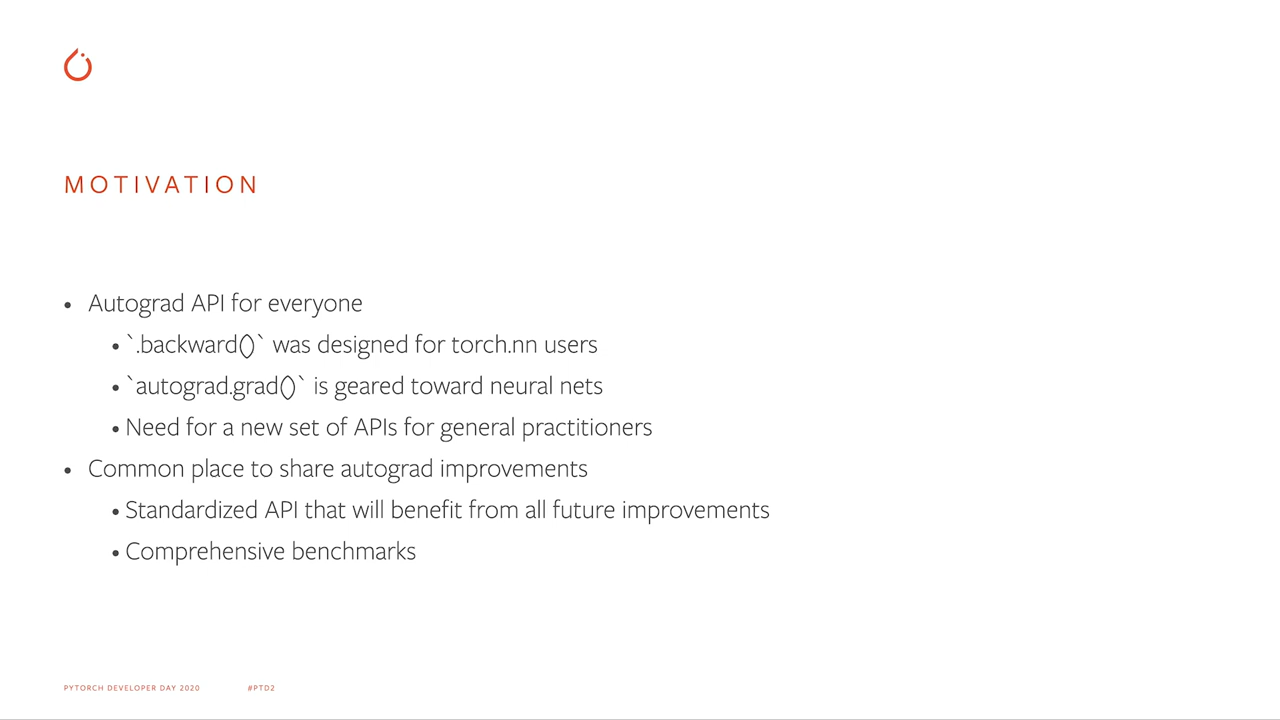 MOTIVATION
• Autograd API for everyone
• `.backward()` was designed for torch.nn users
• `autograd.grad()` is geared toward neural nets
• Need for a new set of APIs for general practitioners
• Common place to share autograd improvements
• Standardized API that will benefit from all future improvements
• Comprehensive benchmarks
PYTORCH DEVELOPER DAY 2020 #PTD2